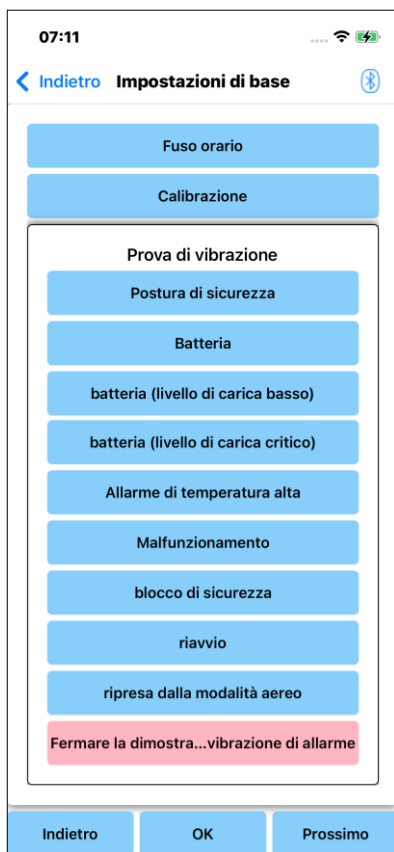 07:11
Indietro Impostazioni di base
Fuso orario
Calibrazione
Prova di vibrazione
Postura di sicurezza
Batteria
batteria (livello di carica basso)
batteria (livello di carica critico)
Allarme di temperatura alta
Malfunzionamento
blocco di sicurezza
riavvio
ripresa dalla modalità aereo
Fermare la dimostra...vibrazione di allarme
Indietro OK Prossimo